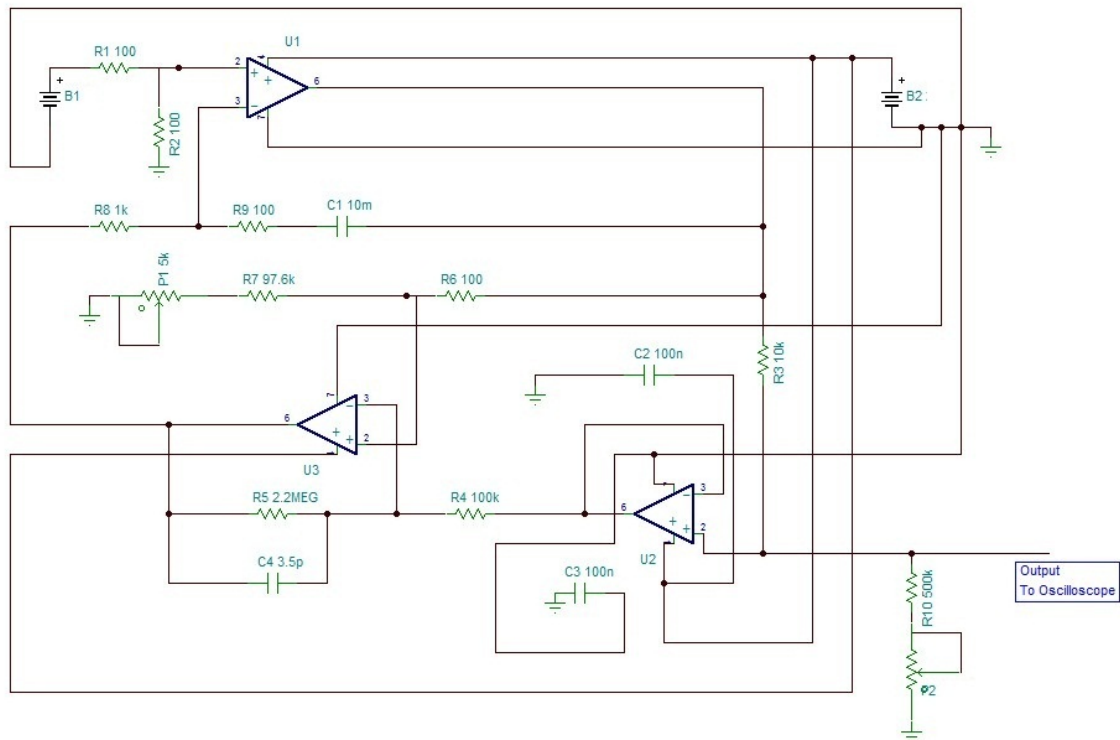 R1 100
U1
B1
2
4
6
3
7
B2
R2 100
R8 1k
R9 100
C1 10m
P1 5k
R7 97.6k
R6 100
C2 100n
R3 10k
7
3
6
2
U3
R5 2.2MEG
R4 100k
6
3
2
U2
C4 3.5p
C3 100n
R10 500k
P2
Output
To Oscilloscope